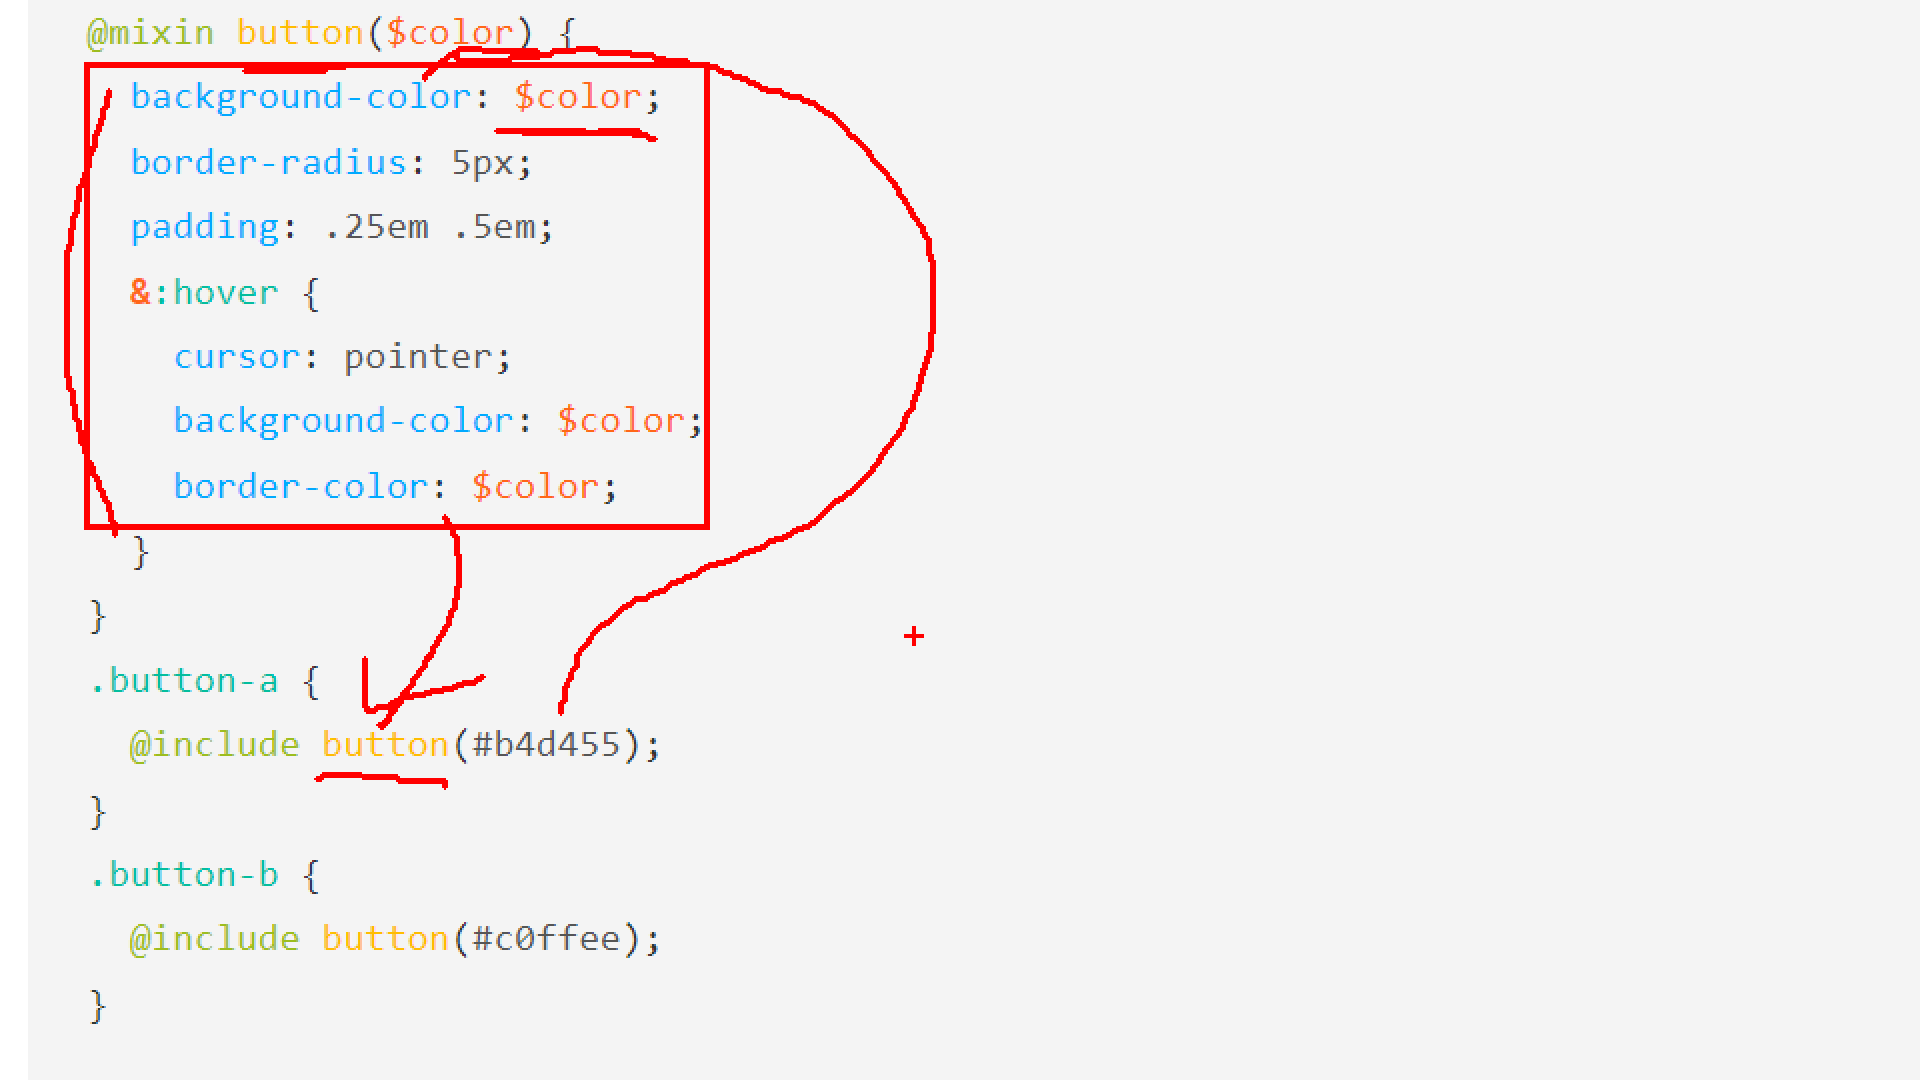 @mixin button($color) {
background-color: $color;
border-radius: 5px;
padding: .25em .5em;
&:hover {
cursor: pointer;
background-color: $color;
border-color: $color;
}
}
.button-a {
@include button(#b4d455);
}
.button-b {
@include button(#c0ffee);
}